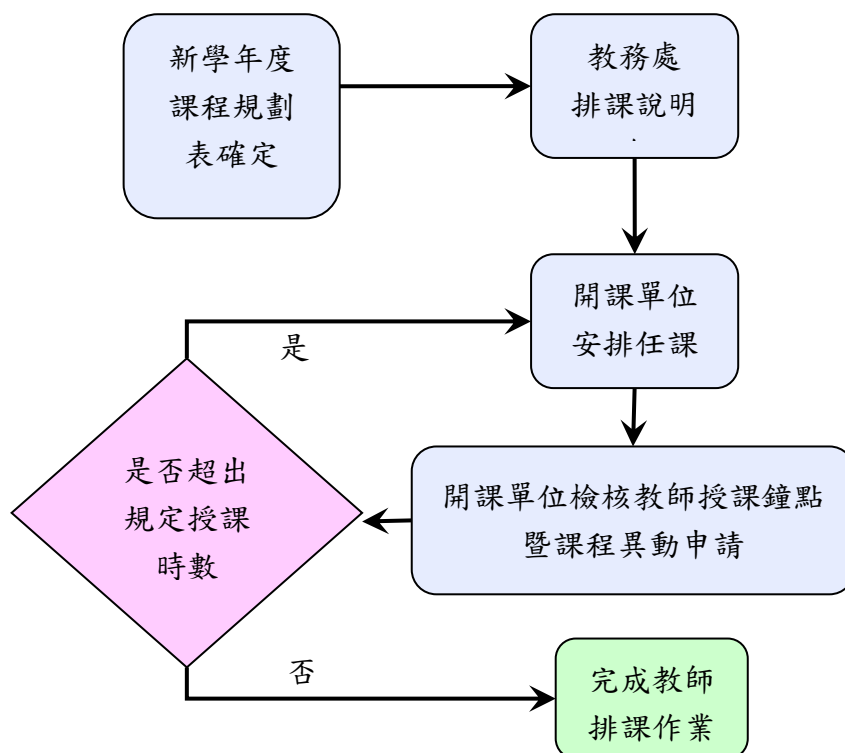 新學年度
課程規劃
表確定
教務處
排課說明
.
開課單位
安排任課
是
開課單位檢核教師授課鐘點
暨課程異動申請
是否超出
規定授課
時數
否
完成教師
排課作業